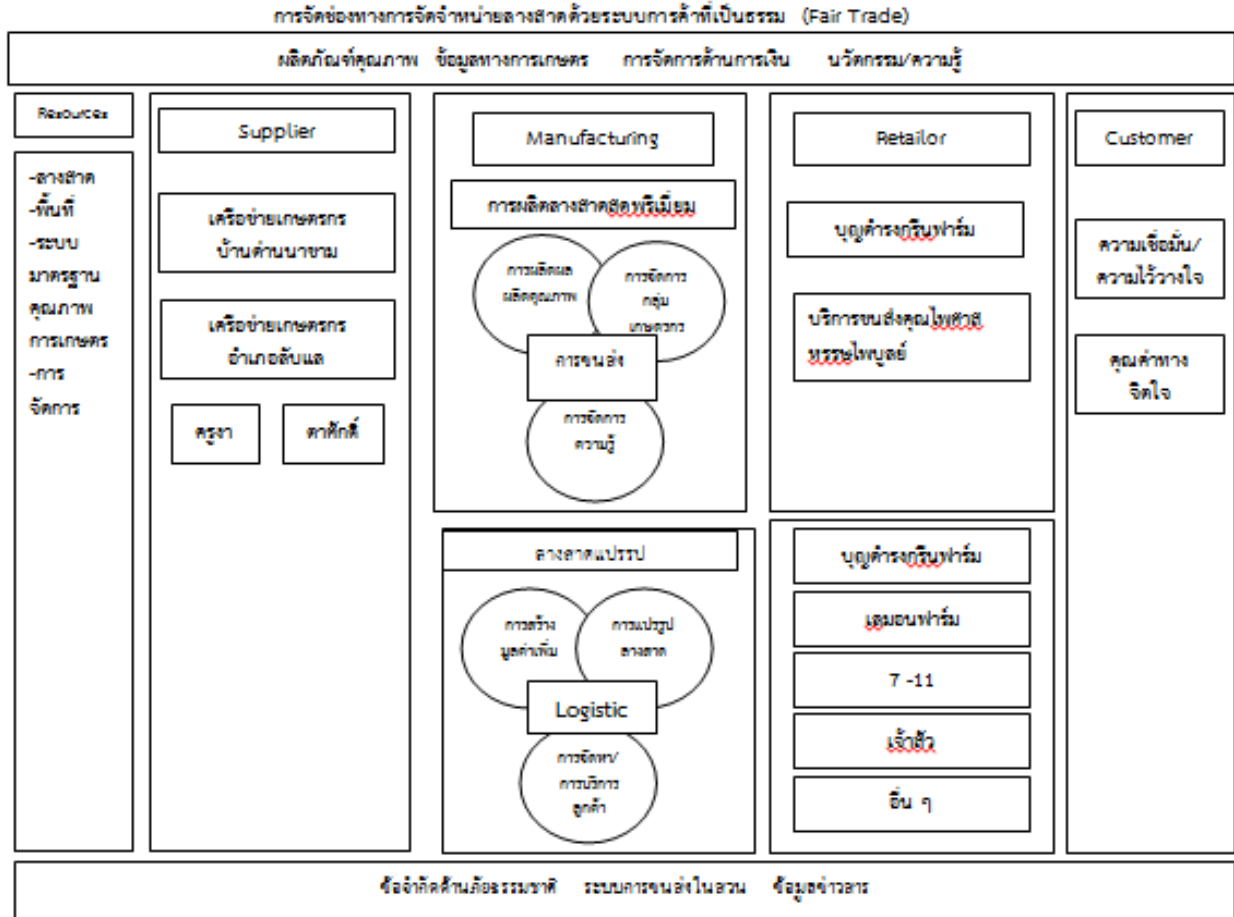 การจัดช่องทางการจัดจำหน่ายลางสาดด้วยระบบการค้าที่เป็นธรรม (Fair Trade)
ผลิตภัณฑ์คุณภาพ ข้อมูลทางการเกษตร การจัดการด้านการเงิน นวัตกรรม/ความรู้
Resources
-ลางสาด
-พื้นที่
-ระบบ
มาตรฐาน
คุณภาพ
การเกษตร
-การ
จัดการ
Supplier
เครือข่ายเกษตรกร
บ้านด่านนาขาม
เครือข่ายเกษตรกร
อำเภอลับแล
ครูงา
ตาศักดิ์
Manufacturing
การผลิตลางสาดสดพรีเมี่ยม
การผลิตผล
ผลิตคุณภาพ
การจัดการ
กลุ่ม
เกษตรกร
การขนส่ง
การจัดการ
ความรู้
ลางสาดแปรรูป
การสร้าง
มูลค่าเพิ่ม
การแปรรูป
ลางสาด
Logistic
การจัดหา/
การบริการ
ลูกค้า
Retailor
บุญดำรงกรีนฟาร์ม
บริการขนส่งคุณไพศาล
หรรษไพบูลย์
บุญดำรงกรีนฟาร์ม
เลมอนฟาร์ม
7 -11
เจ้าสัว
อื่น ๆ
Customer
ความเชื่อมั่น/
ความไว้วางใจ
คุณค่าทาง
จิตใจ
ข้อจำกัดด้านภัยธรรมชาติ ระบบการขนส่งในสวน ข้อมูลข่าวสาร